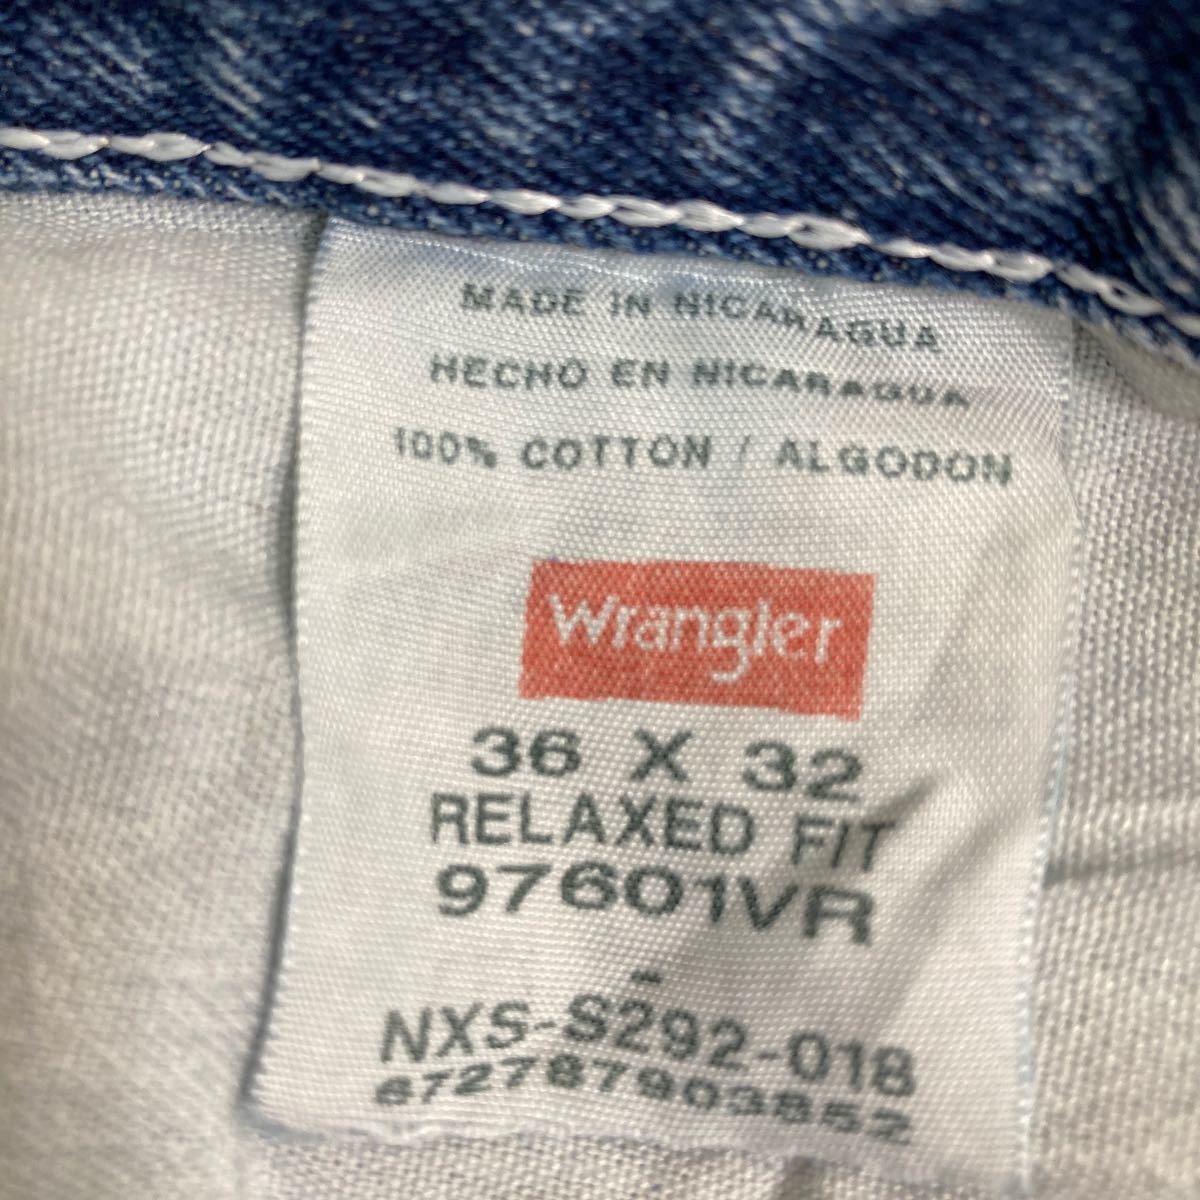 MADE IN NICARAGUA
HECHO EN NICARAGUA
100% COTTON / ALGODON
Wrangler
36 X 32
RELAXED FIT
97601VR
-
NXS-S292-018
672787903852